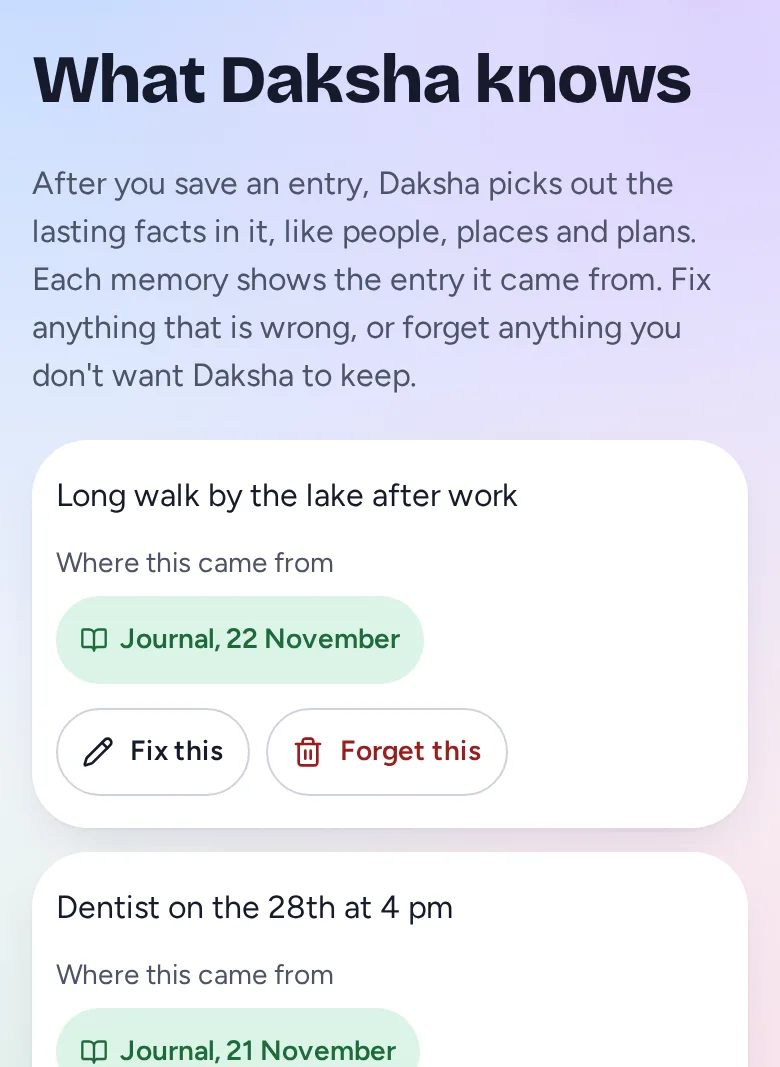 What Daksha knows
After you save an entry, Daksha picks out the
lasting facts in it, like people, places and plans.
Each memory shows the entry it came from. Fix
anything that is wrong, or forget anything you
don't want Daksha to keep.
Long walk by the lake after work
Where this came from
Journal, 22 November
Fix this
Forget this
Dentist on the 28th at 4 pm
Where this came from
Journal, 21 November